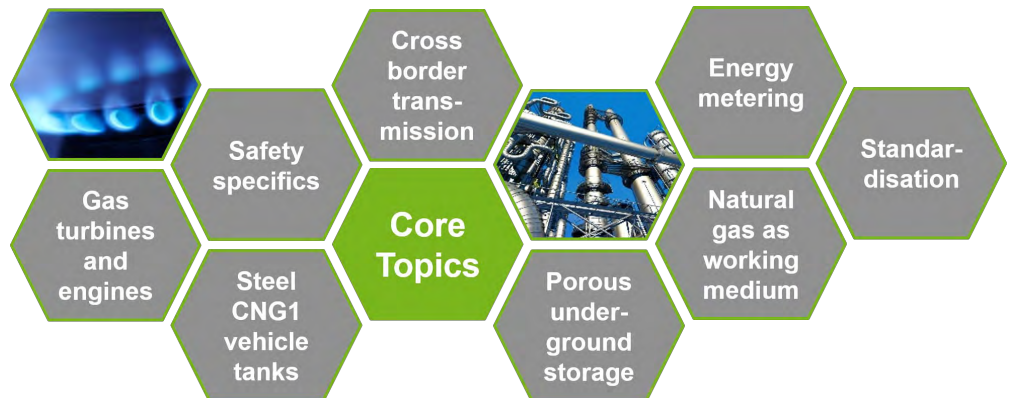 Cross
border
trans-
mission
Energy
metering
Safety
specifics
Standar-
disation
Gas
turbines
and
engines
Core
Topics
Natural
gas as
working
medium
Steel
CNG1
vehicle
tanks
Porous
under-
ground
storage